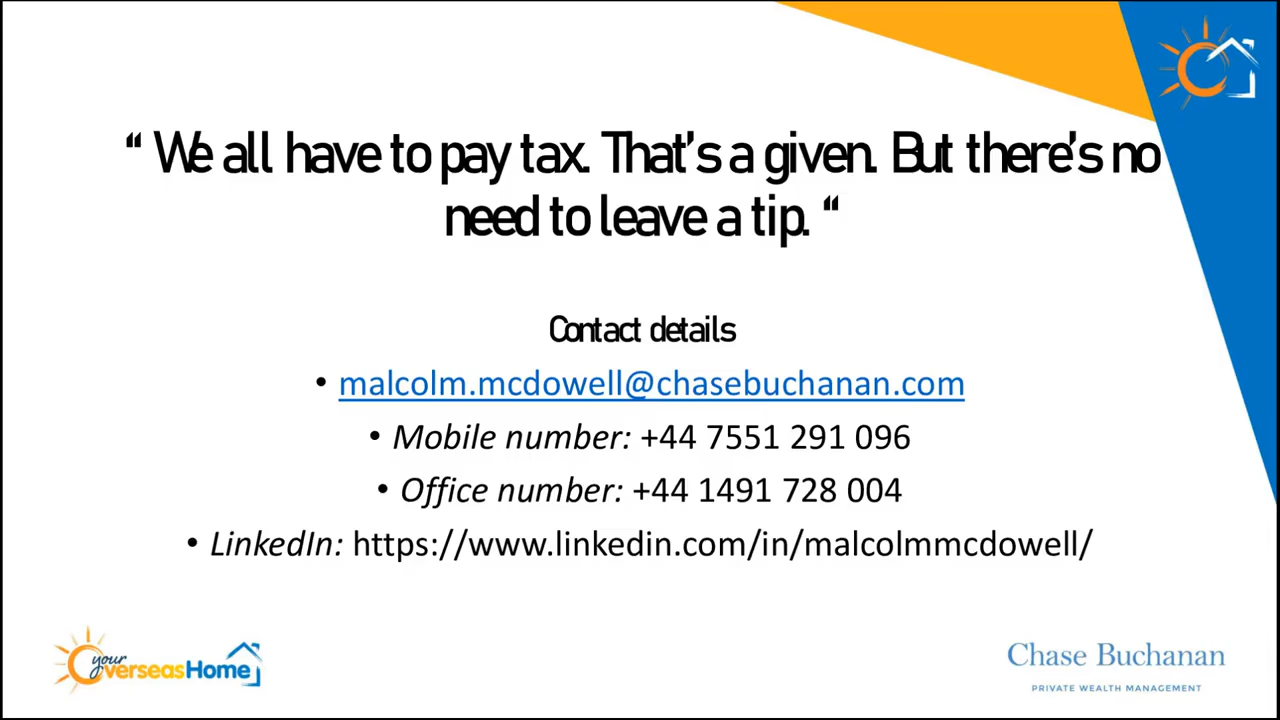 “ We all have to pay tax. That’s a given. But there’s no
need to leave a tip. “
Contact details
• malcolm.mcdowell@chasebuchanan.com
• Mobile number: +44 7551 291 096
• Office number: +44 1491 728 004
• LinkedIn: https://www.linkedin.com/in/malcolmmcdowell/
your
OverseasHome
Chase Buchanan
PRIVATE WEALTH MANAGEMENT